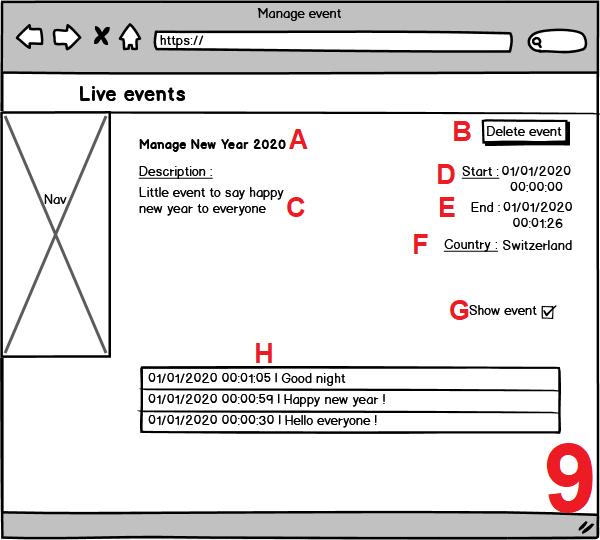 Manage event
https://
Live events
Nav
Manage New Year 2020 A
B Delete event
Description :
Little event to say happy
new year to everyone C
D Start : 01/01/2020
00:00:00
E End : 01/01/2020
00:01:26
F Country : Switzerland
G Show event
H
01/01/2020 00:01:05 | Good night
01/01/2020 00:00:59 | Happy new year !
01/01/2020 00:00:30 | Hello everyone !
9